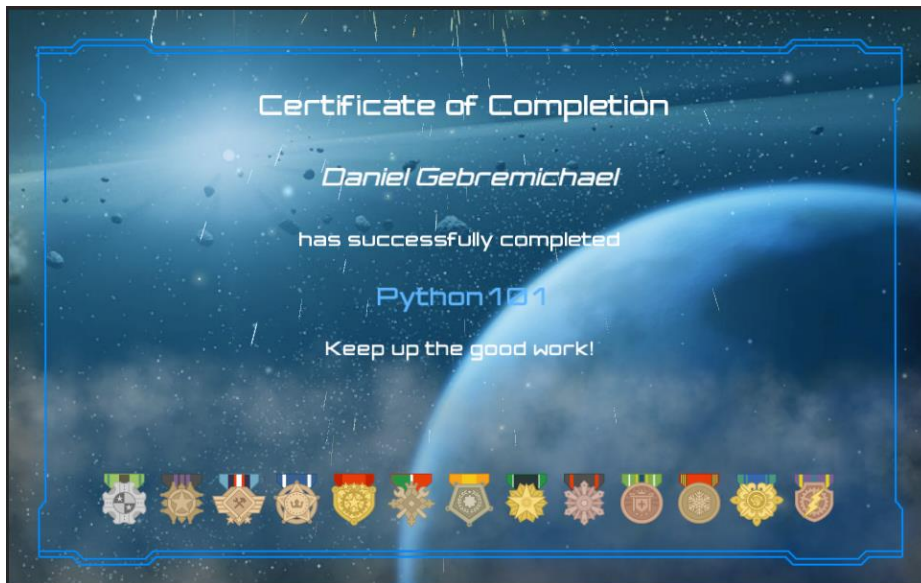 Certificate of Completion
Daniel Gebremichael
has successfully completed
Python 101
Keep up the good work!